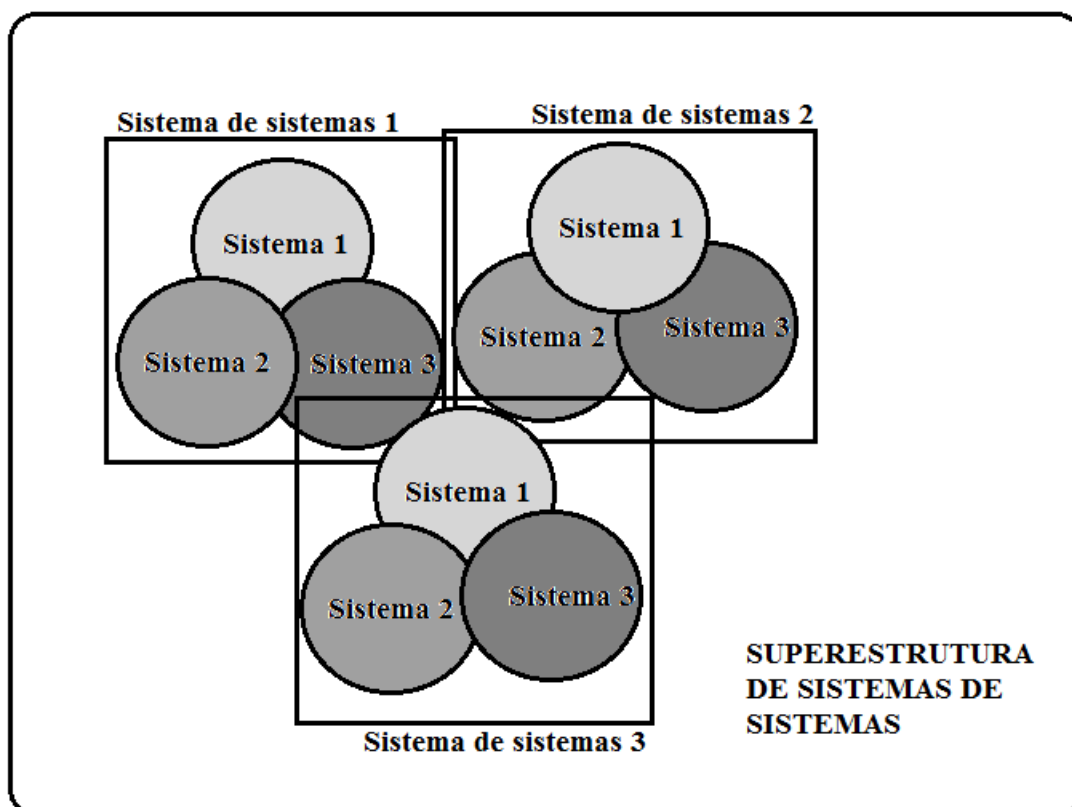 Sistema de sistemas 1
Sistema de sistemas 2
Sistema 1
Sistema 2
Sistema 3
Sistema 1
Sistema 2
Sistema 3
Sistema 1
Sistema 2
Sistema 3
Sistema de sistemas 3
SUPERESTRUTURA
DE SISTEMAS DE
SISTEMAS